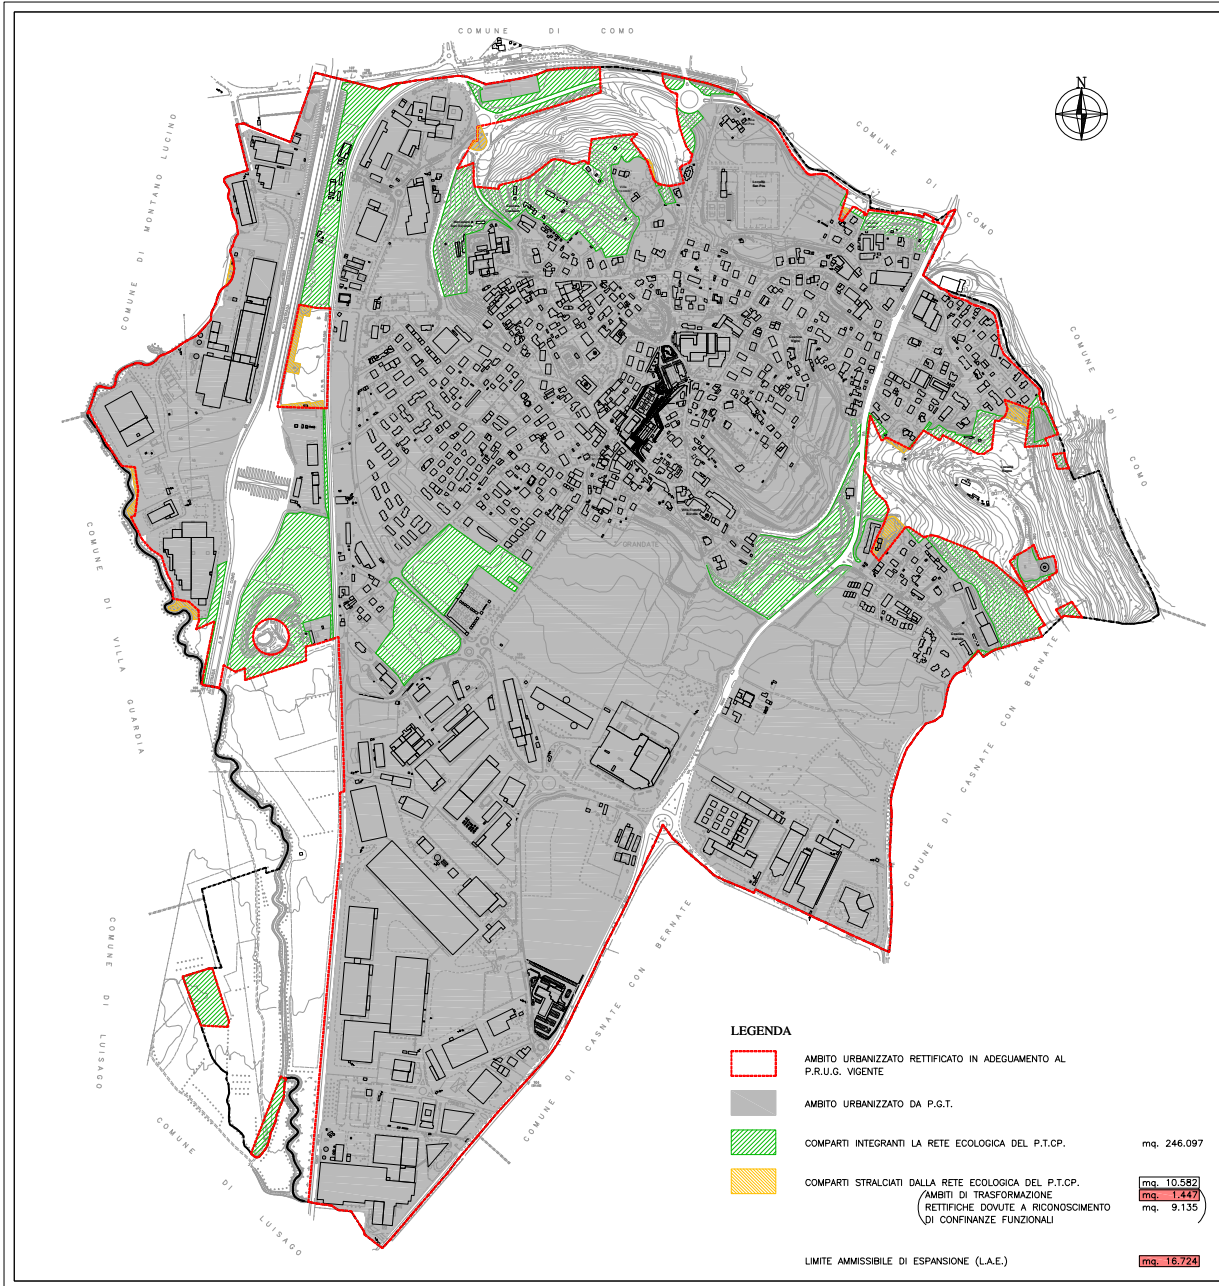 COMUNE DI COMO
N
COMUNE DI COMO
COMUNE DI MONTANO LUCINO
COMUNE DI COMO
GRANDATE
COMUNE DI VILLA GUARDIA
COMUNE DI CASNATE CON BERNATE
COMUNE DI CASNATE CON BERNATE
COMUNE DI LUISAGO
COMUNE DI LUISAGO
LEGENDA
AMBITO URBANIZZATO RETTIFICATO IN ADEGUAMENTO AL
P.R.U.G. VIGENTE
AMBITO URBANIZZATO DA P.G.T.
COMPARTI INTEGRANTI LA RETE ECOLOGICA DEL P.T.CP. mq. 246.097
COMPARTI STRALCIATI DALLA RETE ECOLOGICA DEL P.T.CP. mq. 10.582
AMBITI DI TRASFORMAZIONE mq. 1.447
RETTIFICHE DOVUTE A RICONOSCIMENTO mq. 9.135
DI CONFINANZE FUNZIONALI
LIMITE AMMISSIBILE DI ESPANSIONE (L.A.E.) mq. 16.724